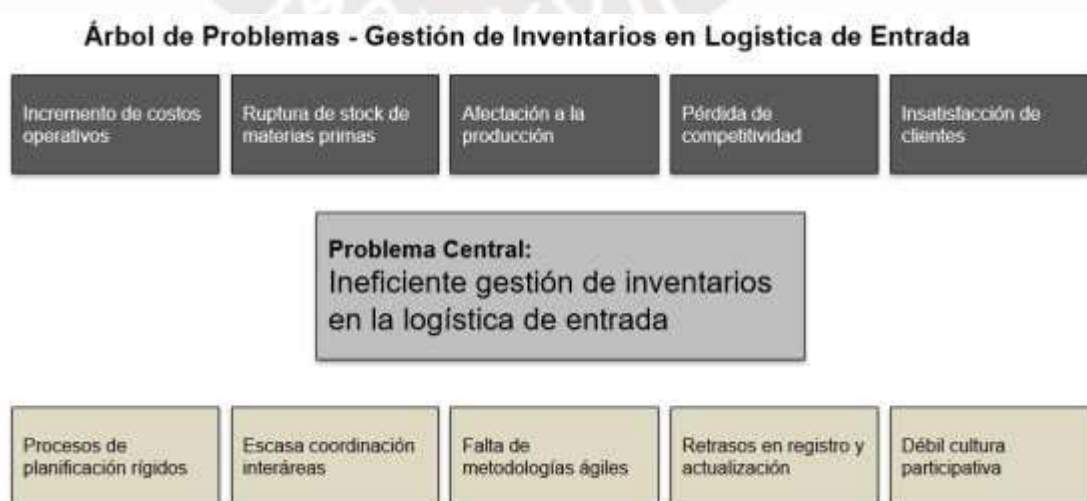 Árbol de Problemas - Gestión de Inventarios en Logistica de Entrada
Incremento de costos
operativos
Ruptura de stock de
materias primas
Afectación a la
producción
Pérdida de
competitividad
Insatisfacción de
clientes
Problema Central:
Ineficiente gestión de inventarios
en la logística de entrada
Procesos de
planificación rígidos
Escasa coordinación
interáreas
Falta de
metodologías ágiles
Retrasos en registro y
actualización
Débil cultura
participativa